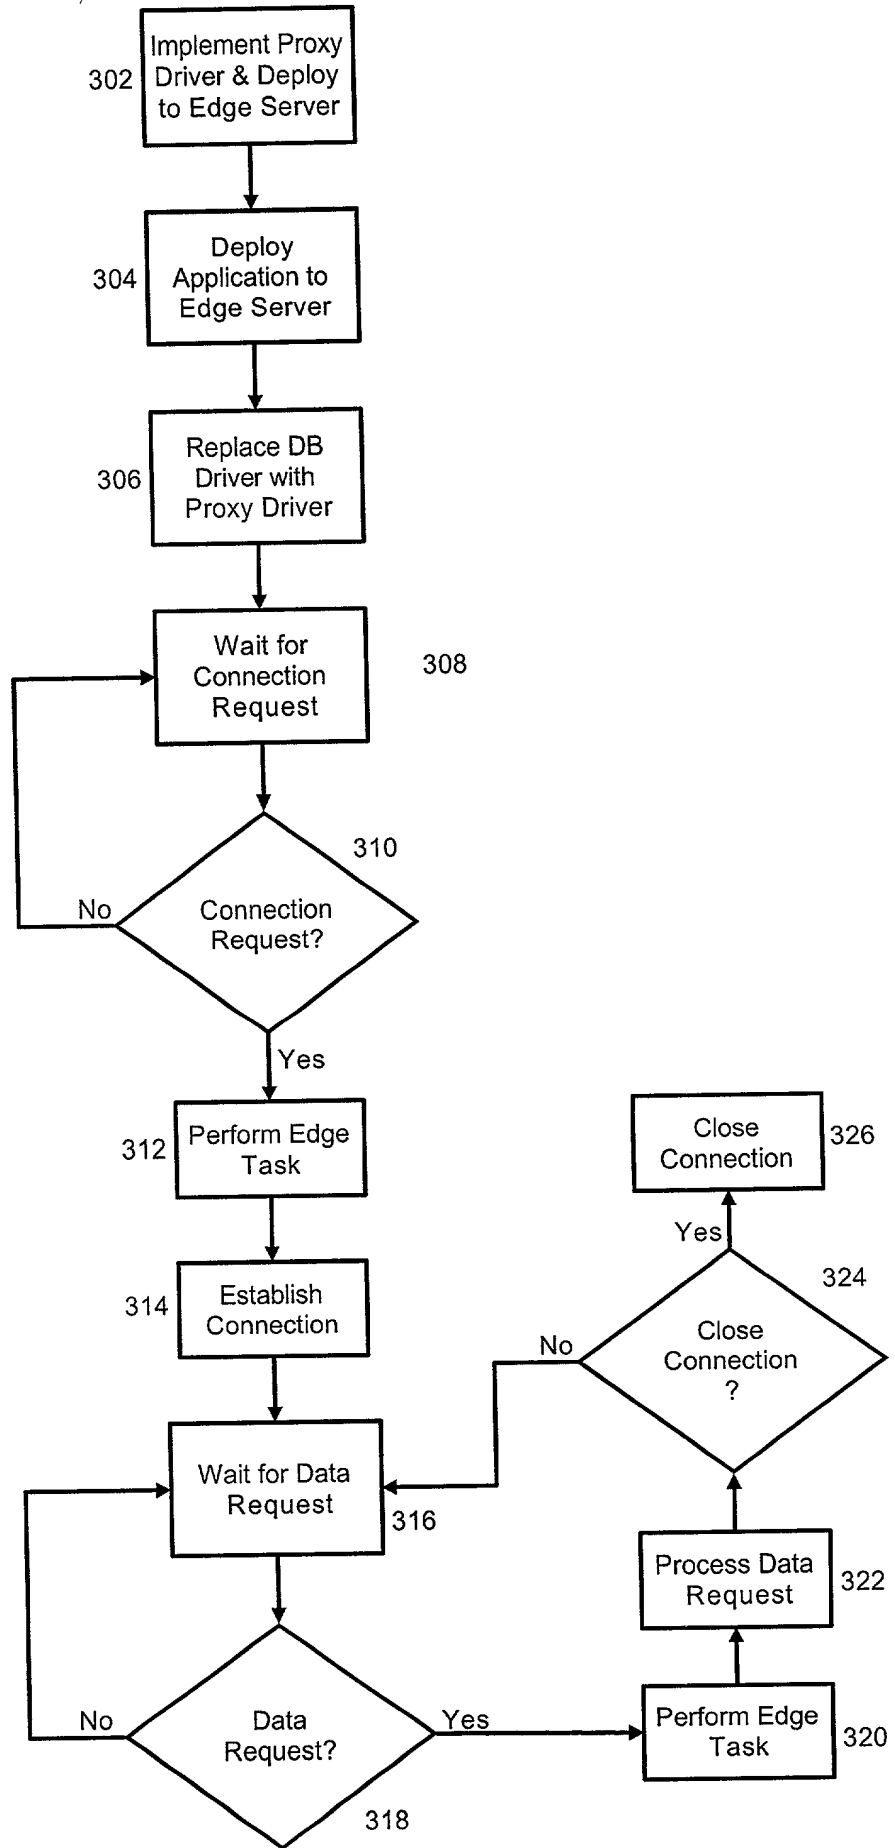 Implement Proxy
Driver & Deploy
to Edge Server
302
Deploy
Application to
Edge Server
304
Replace DB
Driver with
Proxy Driver
306
Wait for
Connection
Request
308
310
Connection
Request?
No
Yes
Perform Edge
Task
312
Establish
Connection
314
Wait for Data
Request
316
Data
Request?
No
Yes
318
Perform Edge
Task
320
Process Data
Request
322
Close
Connection
?
324
No
Yes
Close
Connection
326